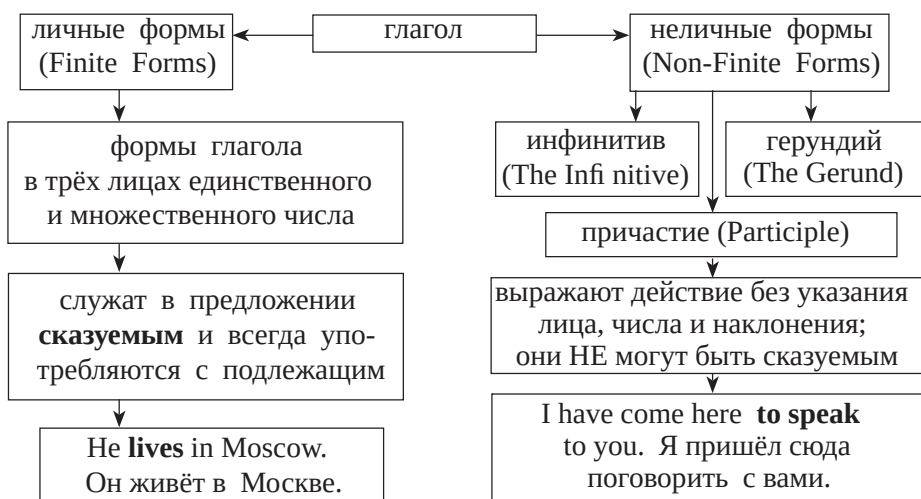 глагол
личные формы
(Finite Forms)
формы глагола
в трёх лицах единственного
и множественного числа
служат в предложении
сказуемым и всегда упо-
требляются с подлежащим
He lives in Moscow.
Он живёт в Москве.
неличные формы
(Non-Finite Forms)
инфинитив
(The Infi nitive)
герундий
(The Gerund)
причастие (Participle)
выражают действие без указания
лица, числа и наклонения;
они НЕ могут быть сказуемым
I have come here to speak
to you. Я пришёл сюда
поговорить с вами.